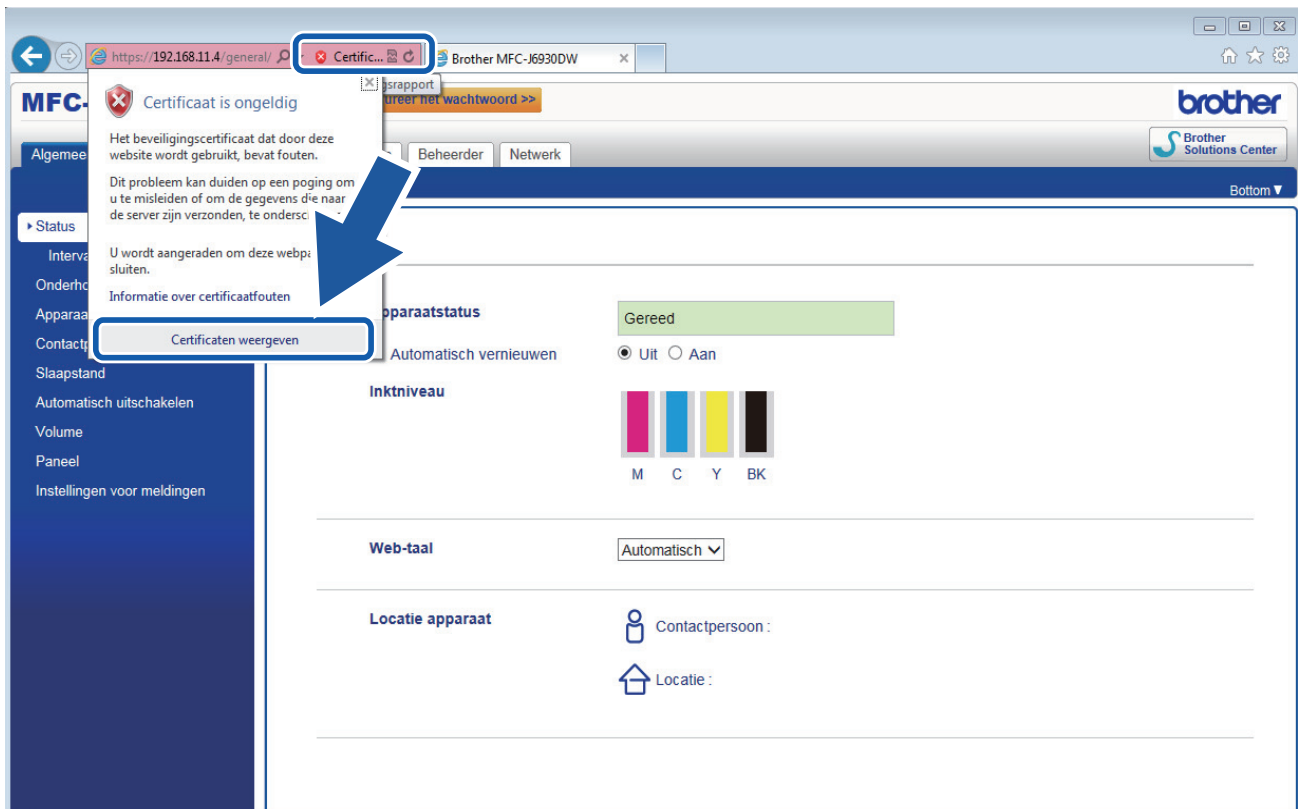 https://192.168.11.4/general/
Certific...
Brother MFC-J6930DW
MFC-
ureer het wachtwoord >>
gsrapport
brother
Brother
Solutions Center
Algemee
Beheerder
Netwerk
Bottom▼
Certificaat is ongeldig
Het beveiligingscertificaat dat door deze
website wordt gebruikt, bevat fouten.
Dit probleem kan duiden op een poging om
u te misleiden of om de gegevens die naar
de server zijn verzonden, te ondersc
U wordt aangeraden om deze webpa
sluiten.
Informatie over certificaatfouten
Certificaten weergeven
Status
Interva
Onderho
Apparaa
Contactp
Slaapstand
Automatisch uitschakelen
Volume
Paneel
Instellingen voor meldingen
pparaatstatus
Gereed
Automatisch vernieuwen
Uit
Aan
Inktniveau
M C Y BK
Web-taal
Automatisch
Locatie apparaat
Contactpersoon :
Locatie :